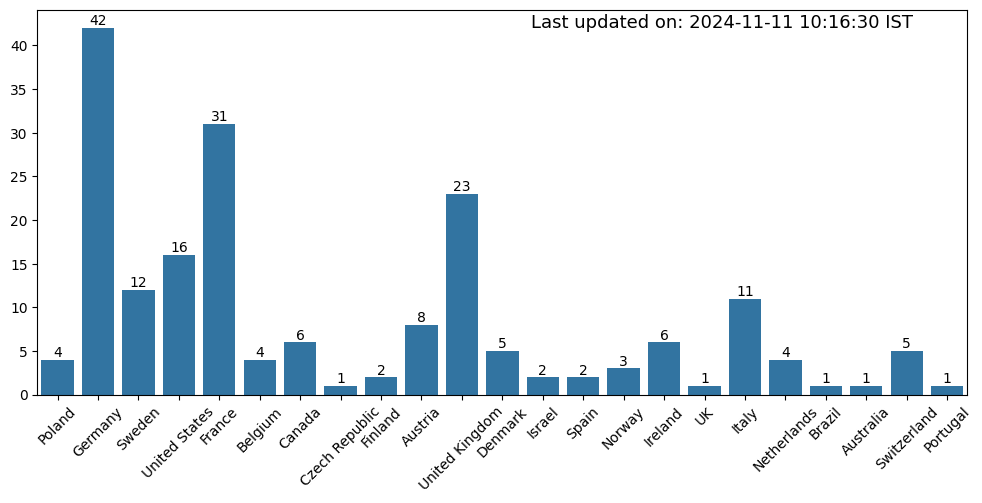 Last updated on: 2024-11-11 10:16:30 IST
40
35
30
25
20
15
10
5
0
4
42
12
16
31
4
6
1
2
8
23
5
2
2
3
6
1
11
4
1
1
5
1
Poland
Germany
Sweden
United States
France
Belgium
Canada
Czech Republic
Finland
Austria
United Kingdom
Denmark
Israel
Spain
Norway
Ireland
UK
Italy
Netherlands
Brazil
Australia
Switzerland
Portugal